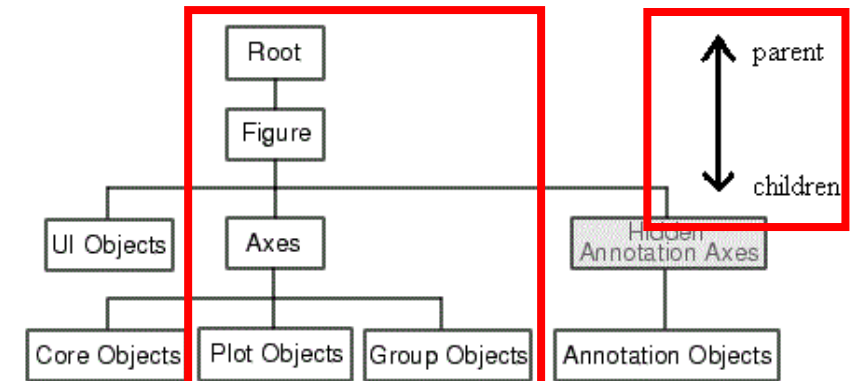 Root
parent
Figure
children
UI Objects
Axes
Hidden
Annotation Axes
Core Objects
Plot Objects
Group Objects
Annotation Objects